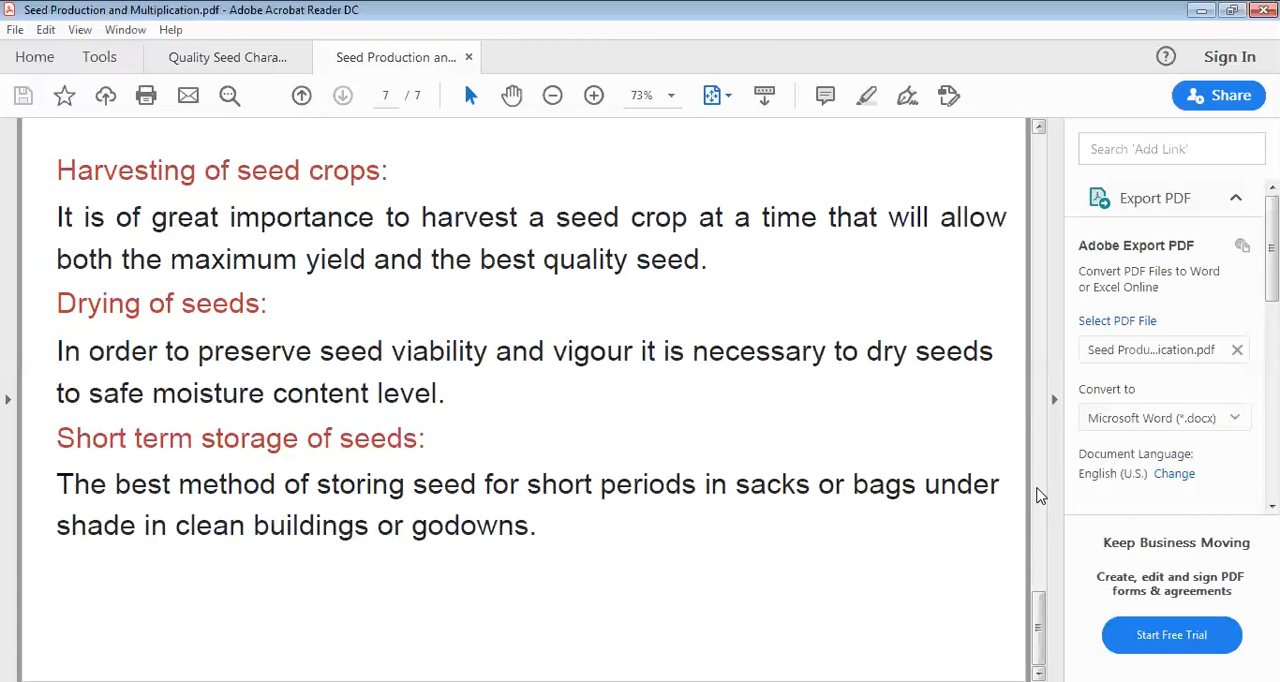 Seed Production and Multiplication.pdf - Adobe Acrobat Reader DC
File Edit View Window Help
Home Tools Quality Seed Chara... Seed Production an... ×
? Sign In
7 / 7 73% Share
Harvesting of seed crops:
It is of great importance to harvest a seed crop at a time that will allow
both the maximum yield and the best quality seed.
Drying of seeds:
In order to preserve seed viability and vigour it is necessary to dry seeds
to safe moisture content level.
Short term storage of seeds:
The best method of storing seed for short periods in sacks or bags under
shade in clean buildings or godowns.
Search 'Add Link'
Export PDF
Adobe Export PDF
Convert PDF Files to Word
or Excel Online
Select PDF File
Seed Produ...ication.pdf
Convert to
Microsoft Word (*.docx)
Document Language:
English (U.S.) Change
Keep Business Moving
Create, edit and sign PDF
forms & agreements
Start Free Trial